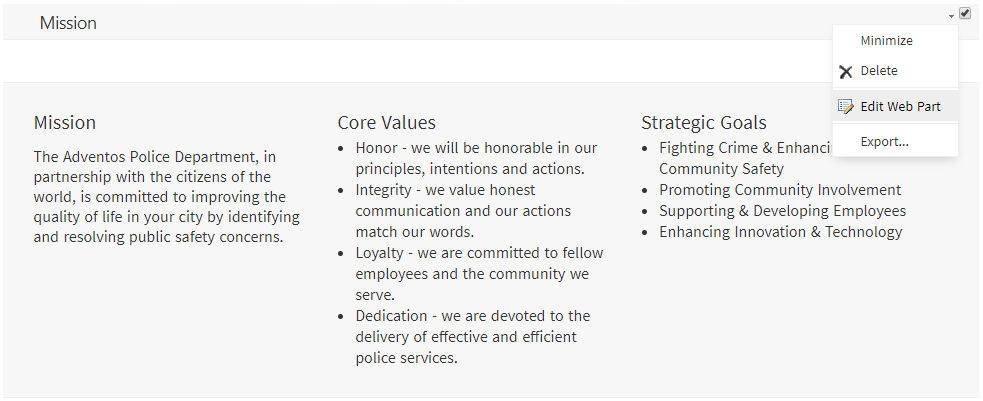 Mission
Minimize
Delete
Edit Web Part
Export...
Mission
The Adventos Police Department, in
partnership with the citizens of the
world, is committed to improving the
quality of life in your city by identifying
and resolving public safety concerns.
Core Values
• Honor - we will be honorable in our
principles, intentions and actions.
• Integrity - we value honest
communication and our actions
match our words.
• Loyalty - we are committed to fellow
employees and the community we
serve.
• Dedication - we are devoted to the
delivery of effective and efficient
police services.
Strategic Goals
• Fighting Crime & Enhanci
Community Safety
• Promoting Community Involvement
• Supporting & Developing Employees
• Enhancing Innovation & Technology